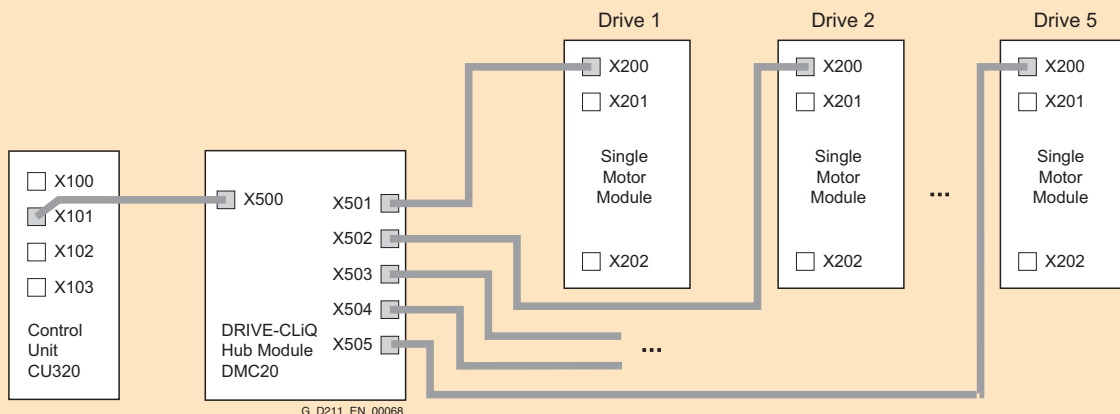 Drive 1
Drive 2
Drive 5
X200
X201
Single
Motor
Module
X202
X200
X201
Single
Motor
Module
X202
...
X200
X201
Single
Motor
Module
X202
X100
X101
X102
X103
Control
Unit
CU320
X500
X501
X502
X503
X504
X505
DRIVE-CLiQ
Hub Module
DMC20
...
G_D211_EN_00068